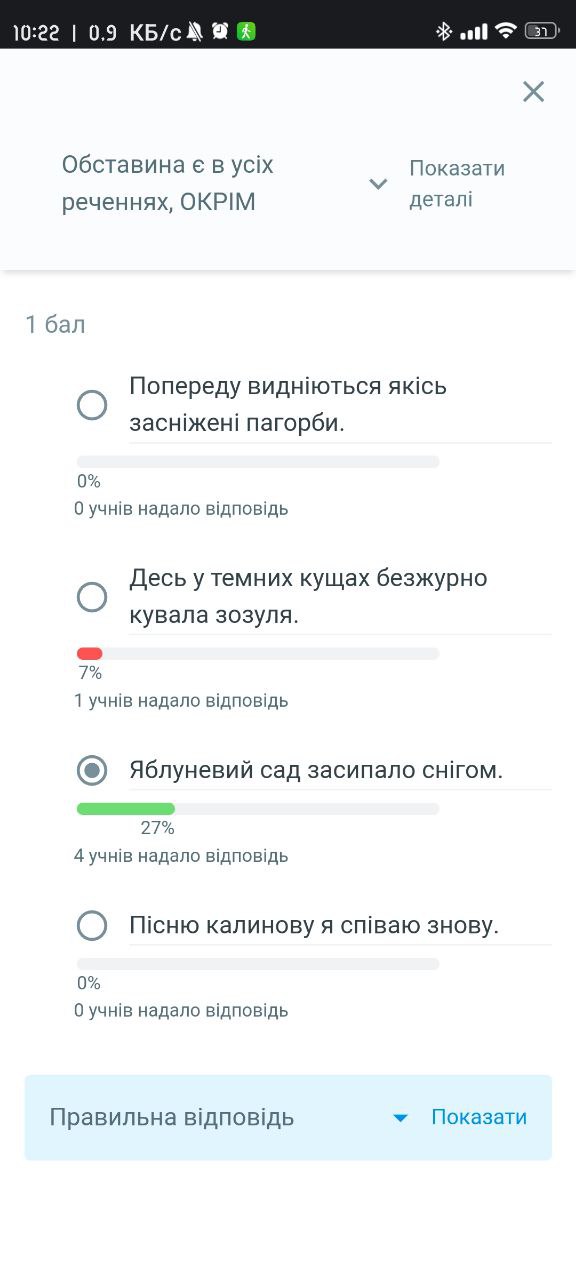 10:22 | 0.9 КБ/с
37
Обставина є в усіх
реченнях, ОКРІМ
Показати
деталі
1 бал
Попереду видніються якісь
засніжені пагорби.
0%
0 учнів надало відповідь
Десь у темних кущах безжурно
кувала зозуля.
7%
1 учнів надало відповідь
Яблуневий сад засипало снігом.
27%
4 учнів надало відповідь
Пісню калинову я співаю знову.
0%
0 учнів надало відповідь
Правильна відповідь
Показати